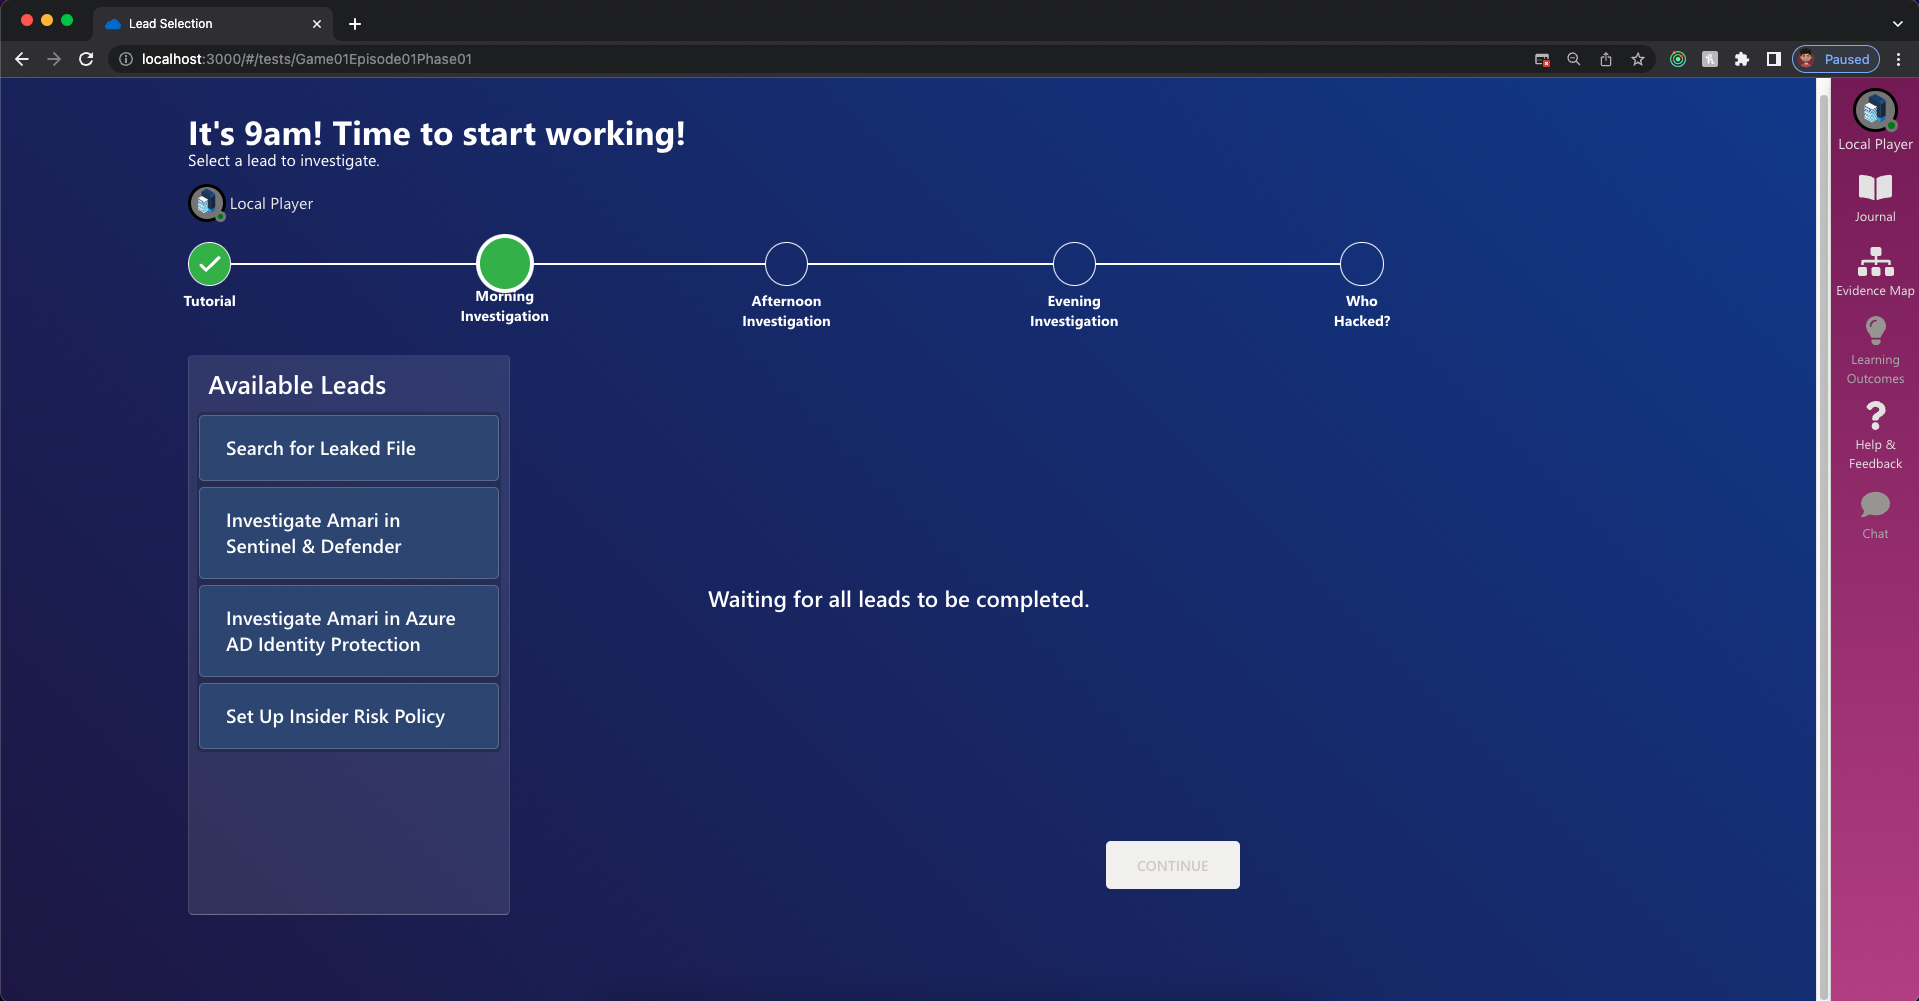 Lead Selection
localhost:3000/#/tests/Game01Episode01Phase01
Paused
It's 9am! Time to start working!
Select a lead to investigate.
Local Player
Tutorial
Morning
Investigation
Afternoon
Investigation
Evening
Investigation
Who
Hacked?
Available Leads
Search for Leaked File
Investigate Amari in
Sentinel & Defender
Investigate Amari in Azure
AD Identity Protection
Set Up Insider Risk Policy
Waiting for all leads to be completed.
CONTINUE
Local Player
Journal
Evidence Map
Learning
Outcomes
Help &
Feedback
Chat